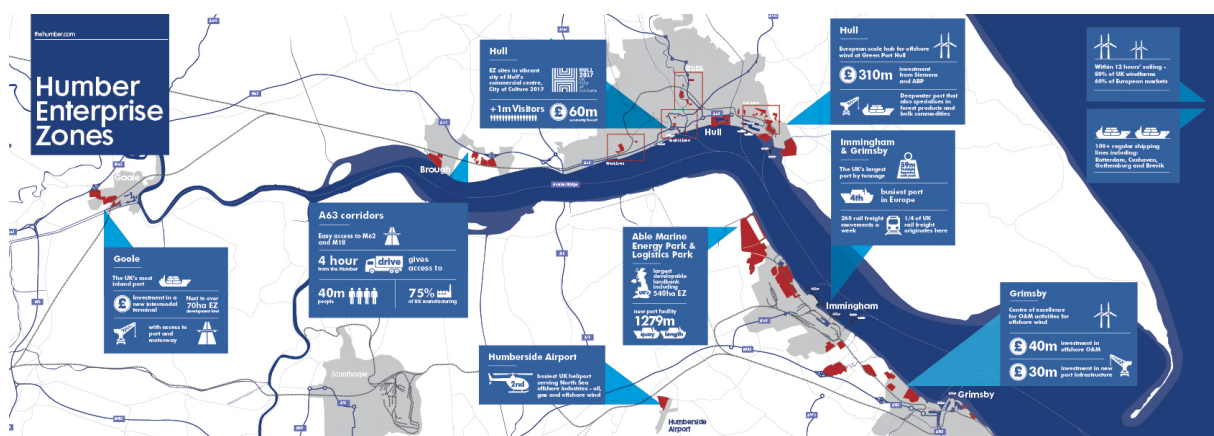 thehumber.com
Humber
Enterprise
Zones
Goole
Goole
The UK's most
inland port
£
Investment in a
new intermodal
terminal
Next to over
70ha EZ
development land
with access to
port and
motorway
Brough
A63 corridors
Easy access to M62
and M18
4 hour
from the Humber
drive
gives
access to
40m
people
75%
of UK manufacturing
Scunthorpe
Hull
EZ sites in vibrant
city of Hull's
commercial centre,
City of Culture 2017
HULL
2017
+1m Visitors
£
60m
economy boost
Hull
Humber Bridge
Hull
European scale hub for offshore
wind at Green Port Hull
£
310m
investment
from Siemens
and ABP
Deepwater port that
also specialises in
forest products and
bulk commodities
Within 12 hours' sailing -
80% of UK windfarms
60% of European markets
100+ regular shipping
lines including:
Rotterdam, Cuxhaven,
Gothenburg and Brevik
Immingham
& Grimsby
The UK's largest
port by tonnage
59m
4th
busiest port
in Europe
260 rail freight
movements a
week
1/4 of UK
rail freight
originates here
Able Marine
Energy Park &
Logistics Park
UK's
largest
developable
landbank
including
540ha EZ
new port facility
1279m
quay length
Immingham
Humberside Airport
2nd
busiest UK heliport
serving North Sea
offshore industries - oil,
gas and offshore wind
Humberside
Airport
Grimsby
Centre of excellence
for O&M activities for
offshore wind
£
40m
investment in
offshore O&M
£
30m
investment in new
port infrastructure
Grimsby